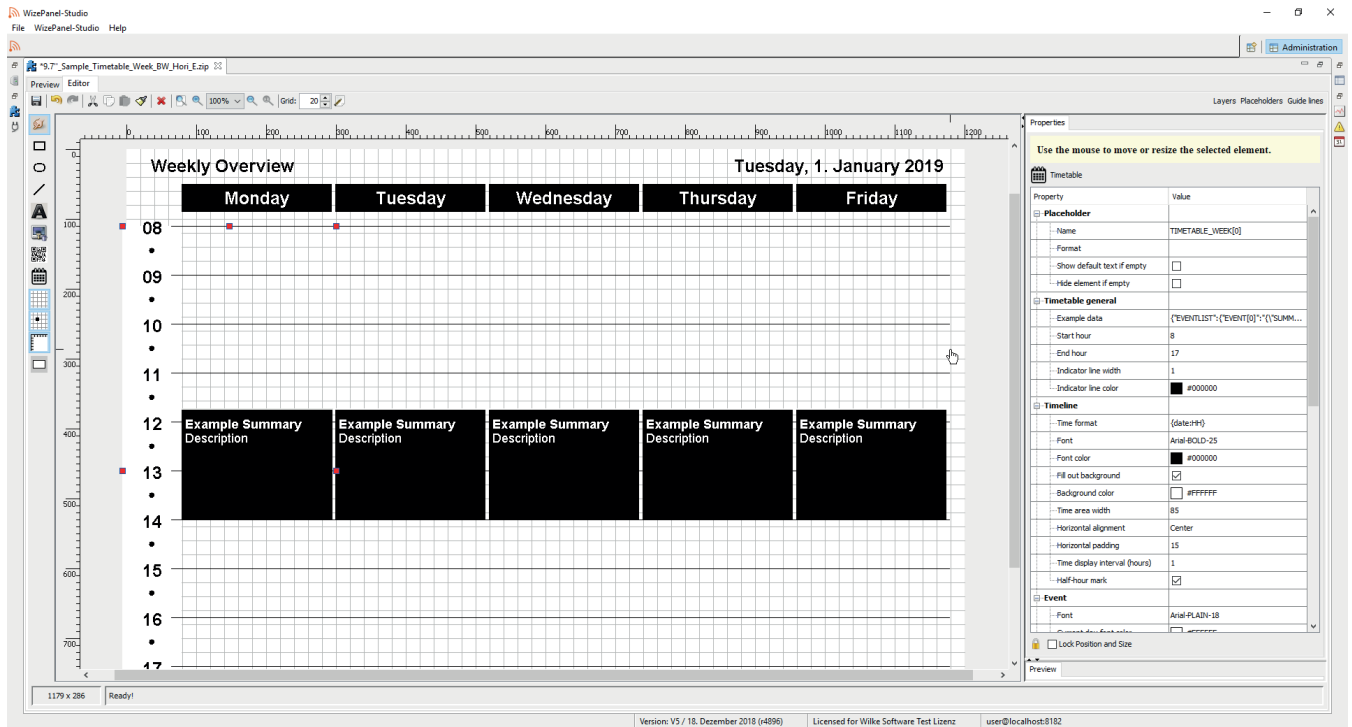 WizePanel-Studio
File WizePanel-Studio Help
Administration
*9.7"_Sample_Timetable_Week_BW_Hori_E.zip
Preview Editor
100% Grid: 20 Layers Placeholders Guide lines
0 100 200 300 400 500 600 700 800 900 1000 1100 1200
0
100
200
300
400
500
600
700
Weekly Overview Tuesday, 1. January 2019
Monday Tuesday Wednesday Thursday Friday
08
09
10
11
12
13
14
15
16
17
Example Summary Example Summary Example Summary Example Summary Example Summary
Description Description Description Description Description
Properties
Use the mouse to move or resize the selected element.
Timetable
Property Value
Placeholder
Name TIMETABLE_WEEK[0]
Format
Show default text if empty
Hide element if empty
Timetable general
Example data {"EVENTLIST":{"EVENT[0]":"{\"SUMM...
Start hour 8
End hour 17
Indicator line width 1
Indicator line color #000000
Timeline
Time format {date:HH}
Font Arial-BOLD-25
Font color #000000
Fill out background
Background color #FFFFFF
Time area width 85
Horizontal alignment Center
Horizontal padding 15
Time display interval (hours) 1
Half-hour mark
Event
Font Arial-PLAIN-18
Current day font color #FFFFFF
Lock Position and Size
Preview
1179 x 286 Ready!
Version: V5 / 18. Dezember 2018 (r4896) Licensed for Wilke Software Test Lizenz user@localhost:8182